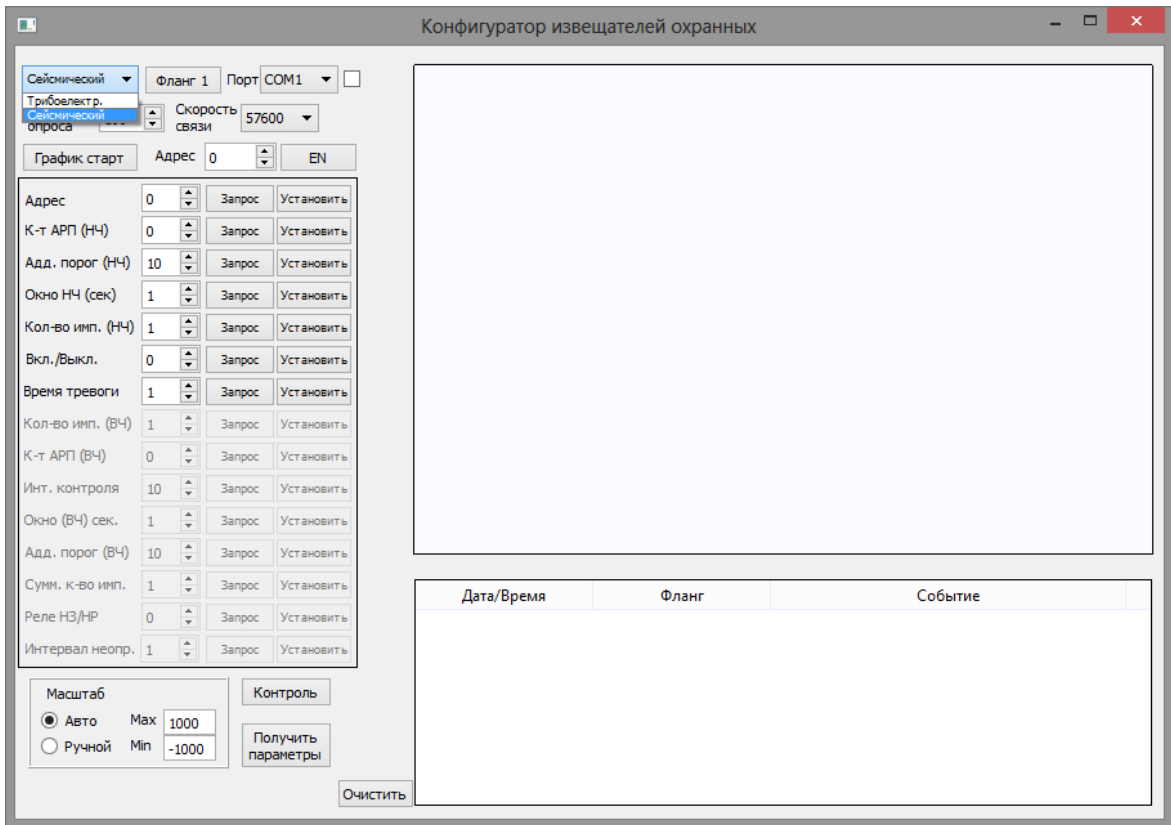 Конфигуратор извещателей охранных
Сейсмический Фланг 1 Порт COM1
Трибоелектр.
Сейсмический
опроса Скорость связи 57600
График старт Адрес 0 EN
Адрес 0 Запрос Установить
К-т АРП (НЧ) 0 Запрос Установить
Адд. порог (НЧ) 10 Запрос Установить
Окно НЧ (сек) 1 Запрос Установить
Кол-во имп. (НЧ) 1 Запрос Установить
Вкл./Выкл. 0 Запрос Установить
Время тревоги 1 Запрос Установить
Кол-во имп. (ВЧ) 1 Запрос Установить
К-т АРП (ВЧ) 0 Запрос Установить
Инт. контроля 10 Запрос Установить
Окно (ВЧ) сек. 1 Запрос Установить
Адд. порог (ВЧ) 10 Запрос Установить
Сумм. к-во имп. 1 Запрос Установить
Реле НЗ/НР 0 Запрос Установить
Интервал неопр. 1 Запрос Установить
Масштаб
Авто Max 1000
Ручной Min -1000
Контроль
Получить
параметры
Очистить
Дата/Время Фланг Событие